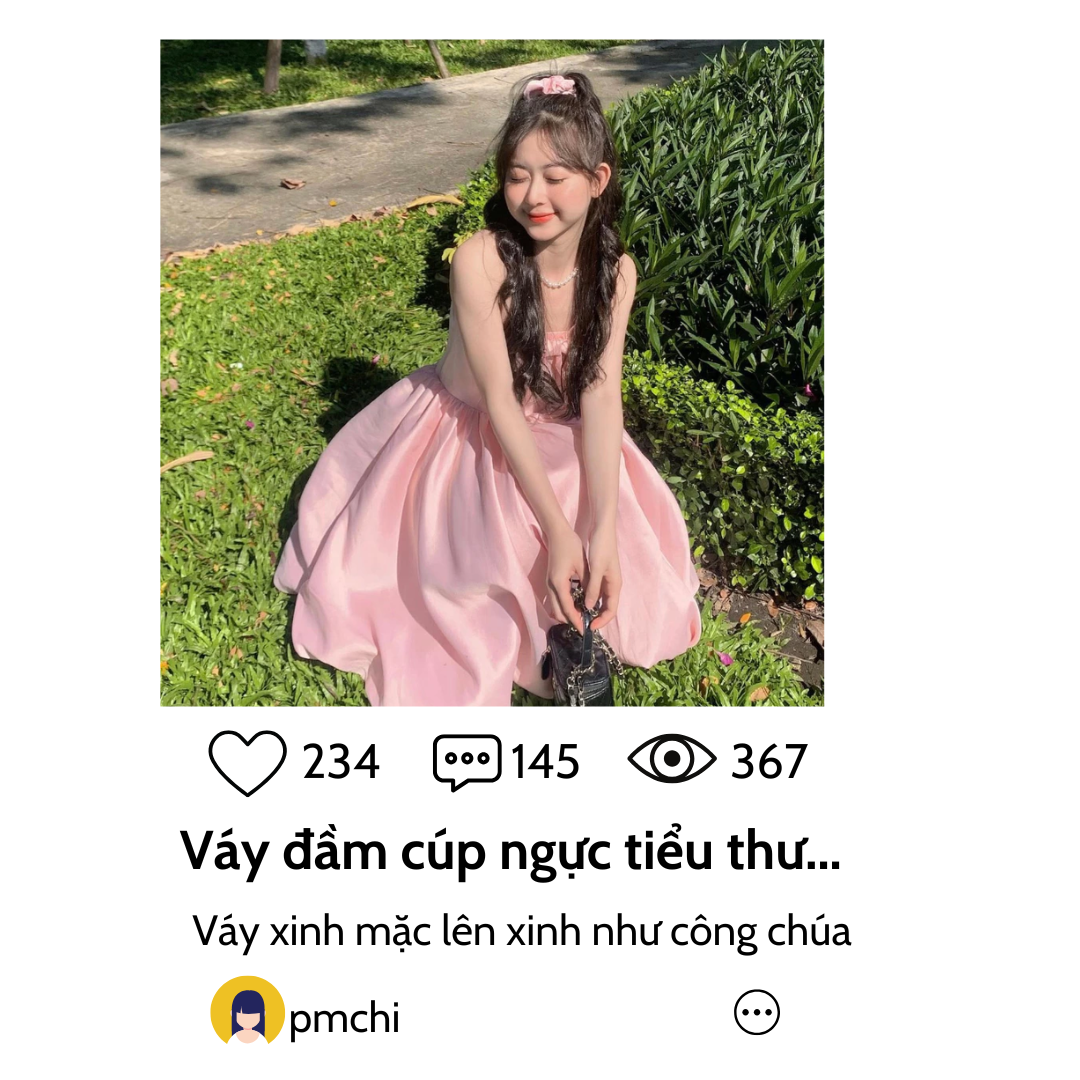 234 145 367
Váy đầm cúp ngực tiểu thư...
Váy xinh mặc lên xinh như công chúa
pmchi